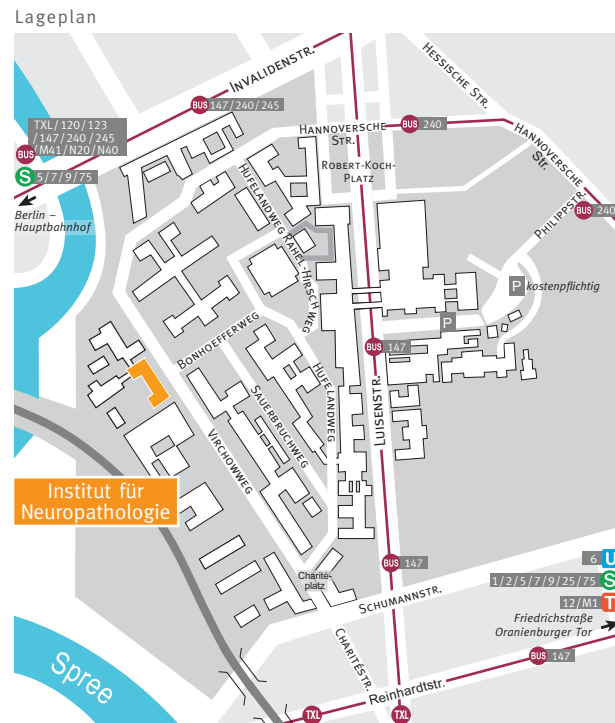 Lageplan
INVALIDENSTR.
BUS 147/240/245
TXL/120/123
/147/240/245
/M41/N20/N40
BUS
S 5/7/9/75
Berlin –
Hauptbahnhof
HESSISCHE STR.
HANNOVERSCHE
STR.
BUS 240
HANNOVERSCHE
STR.
ROBERT-KOCH-
PLATZ
PHILIPPSTR.
BUS 240
HUFELANDWEG
RAHEL-HIRSCH WEG
P kostenpflichtig
P
BONHOEFFERWEG
BUS 147
HUFELANDWEG
SAUERBRUCHWEG
LUISENSTR.
VIRCHOWWEG
Institut für
Neuropathologie
Charité-
platz
BUS 147
6 U
1/2/5/7/9/25/75 S
12/M1 T
SCHUMANNSTR.
Friedrichstraße
Oranienburger Tor
CHARITÉSTR.
BUS 147
Spree
Reinhardtstr.
TXL
TXL